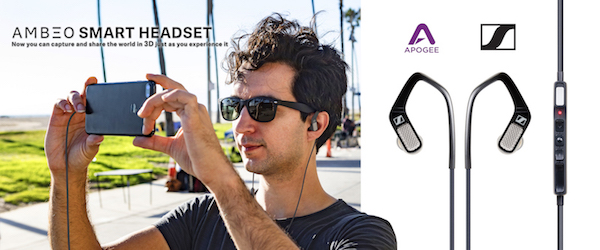 AMBEO SMART HEADSET
Now you can capture and share the world in 3D just as you experience it
APOGEE